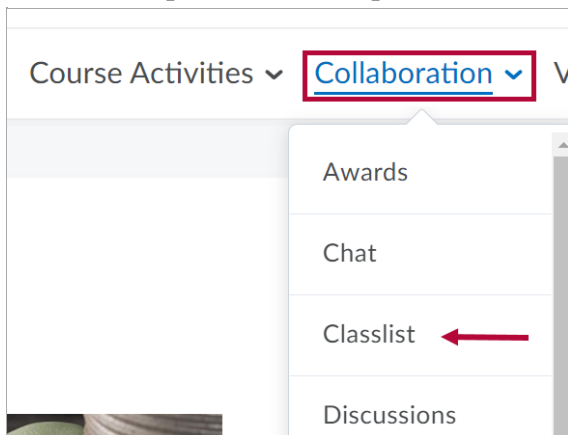 Course Activities Collaboration V
Awards
Chat
Classlist
Discussions